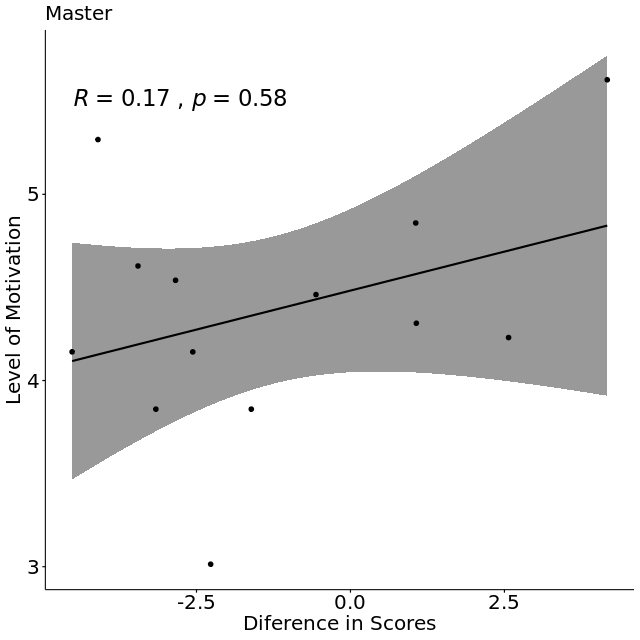 Master
R = 0.17 , p = 0.58
5
4
3
Level of Motivation
-2.5 0.0 2.5
Diference in Scores